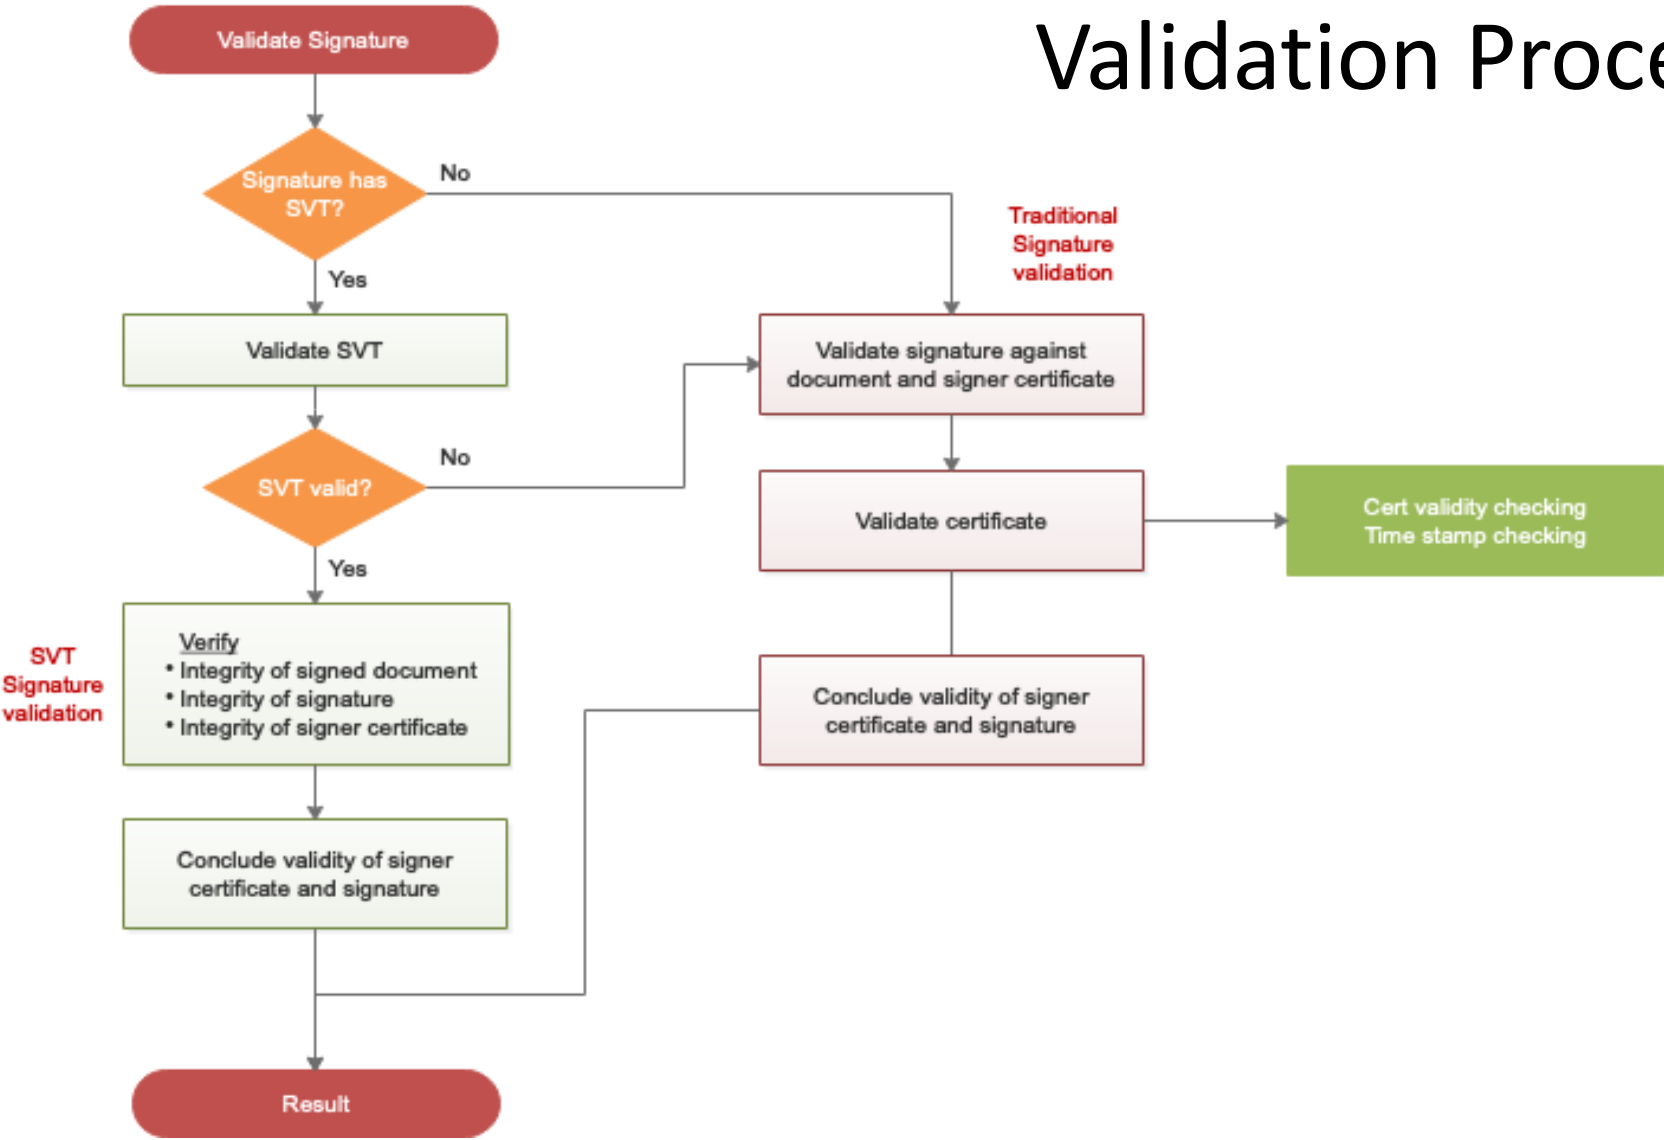 Validation Proce
Validate Signature
Signature has
SVT?
No
Yes
Traditional
Signature
validation
Validate SVT
Validate signature against
document and signer certificate
SVT valid?
No
Yes
Validate certificate
Cert validity checking
Time stamp checking
SVT
Signature
validation
Verify
• Integrity of signed document
• Integrity of signature
• Integrity of signer certificate
Conclude validity of signer
certificate and signature
Conclude validity of signer
certificate and signature
Result